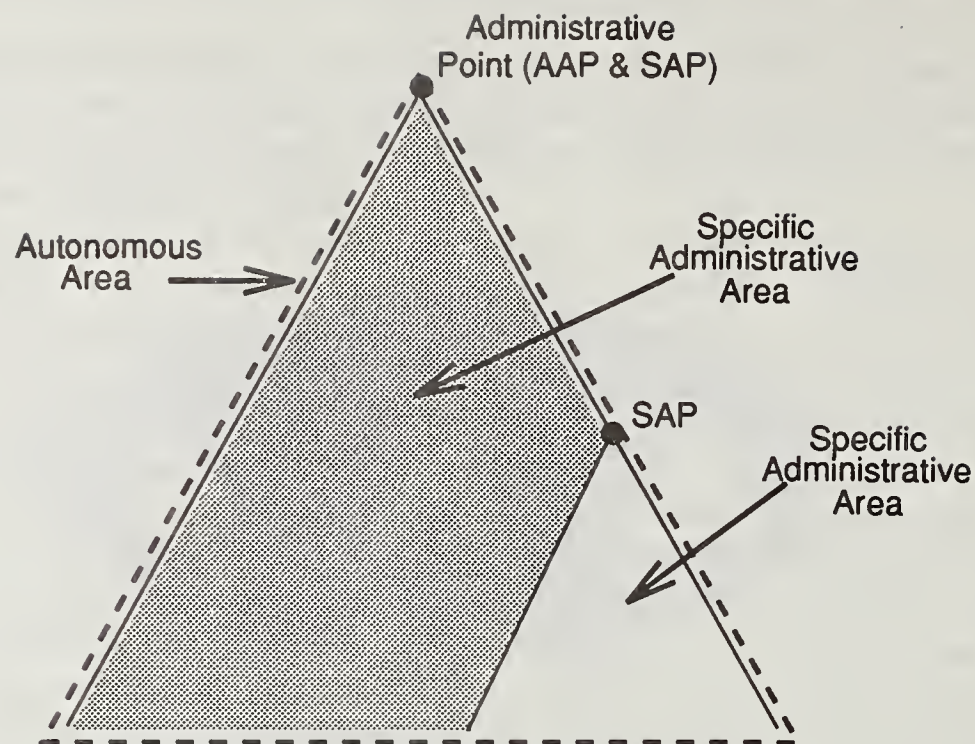 Administrative
Point (AAP & SAP)
Autonomous
Area
Specific
Administrative
Area
SAP
Specific
Administrative
Area